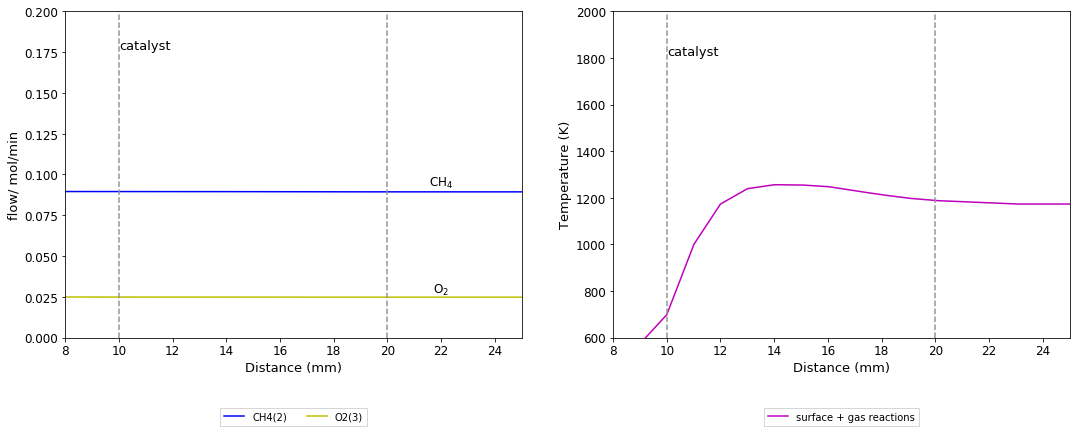 0.200
0.175
0.150
0.125
0.100
0.075
0.050
0.025
0.000
flow/ mol/min
catalyst
CH4
O2
8 10 12 14 16 18 20 22 24
Distance (mm)
CH4(2) O2(3)
2000
1800
1600
1400
1200
1000
800
600
Temperature (K)
catalyst
8 10 12 14 16 18 20 22 24
Distance (mm)
surface + gas reactions